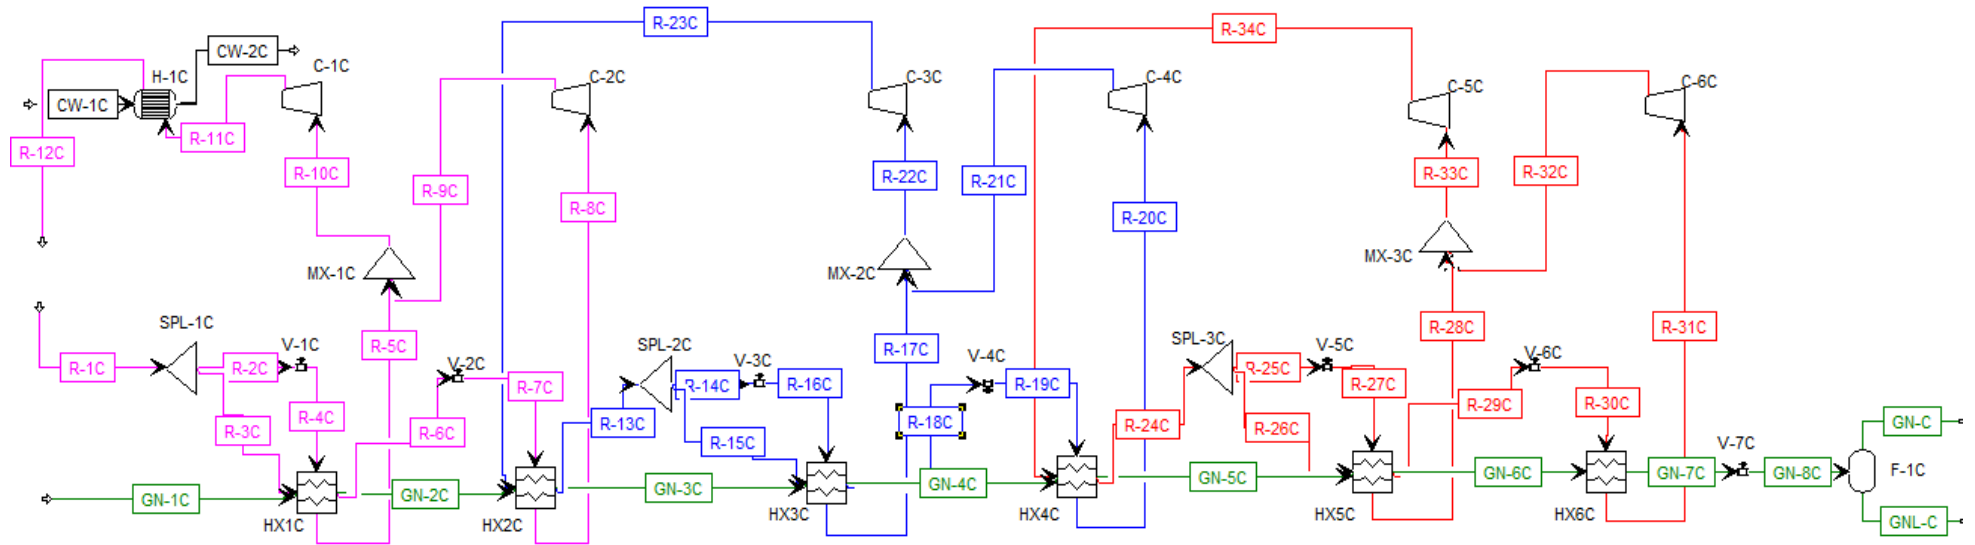 R-23C
R-34C
CW-2C
H-1C
C-1C
C-2C
C-3C
C-4C
C-5C
C-6C
CW-1C
R-11C
R-12C
R-10C
R-9C
R-8C
R-22C
R-21C
R-20C
R-33C
R-32C
MX-1C
MX-2C
MX-3C
SPL-1C
R-5C
SPL-2C
R-17C
SPL-3C
R-28C
R-31C
R-1C
R-2C
V-1C
V-2C
R-7C
R-14C
V-3C
R-16C
V-4C
R-19C
R-25C
V-5C
R-27C
V-6C
R-3C
R-4C
R-6C
R-13C
R-15C
R-18C
R-24C
R-26C
R-29C
R-30C
GN-C
GN-1C
GN-2C
GN-3C
GN-4C
GN-5C
GN-6C
GN-7C
V-7C
GN-8C
F-1C
HX1C
HX2C
HX3C
HX4C
HX5C
HX6C
GNL-C